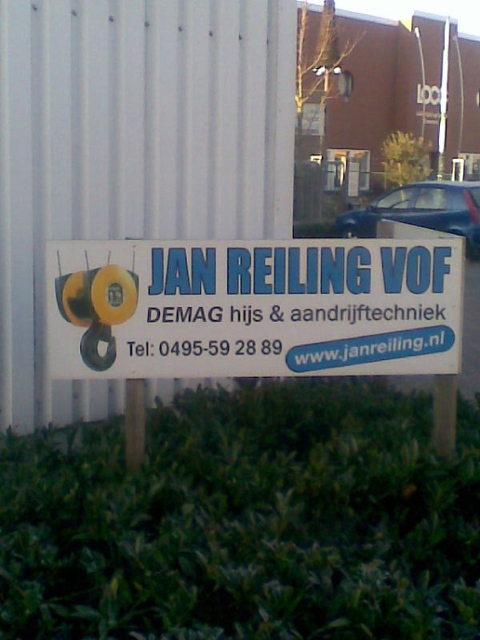 JAN REILING VOF
DEMAG hijs & aandrijftechniek
Tel: 0495-59 28 89
www.janreiling.nl